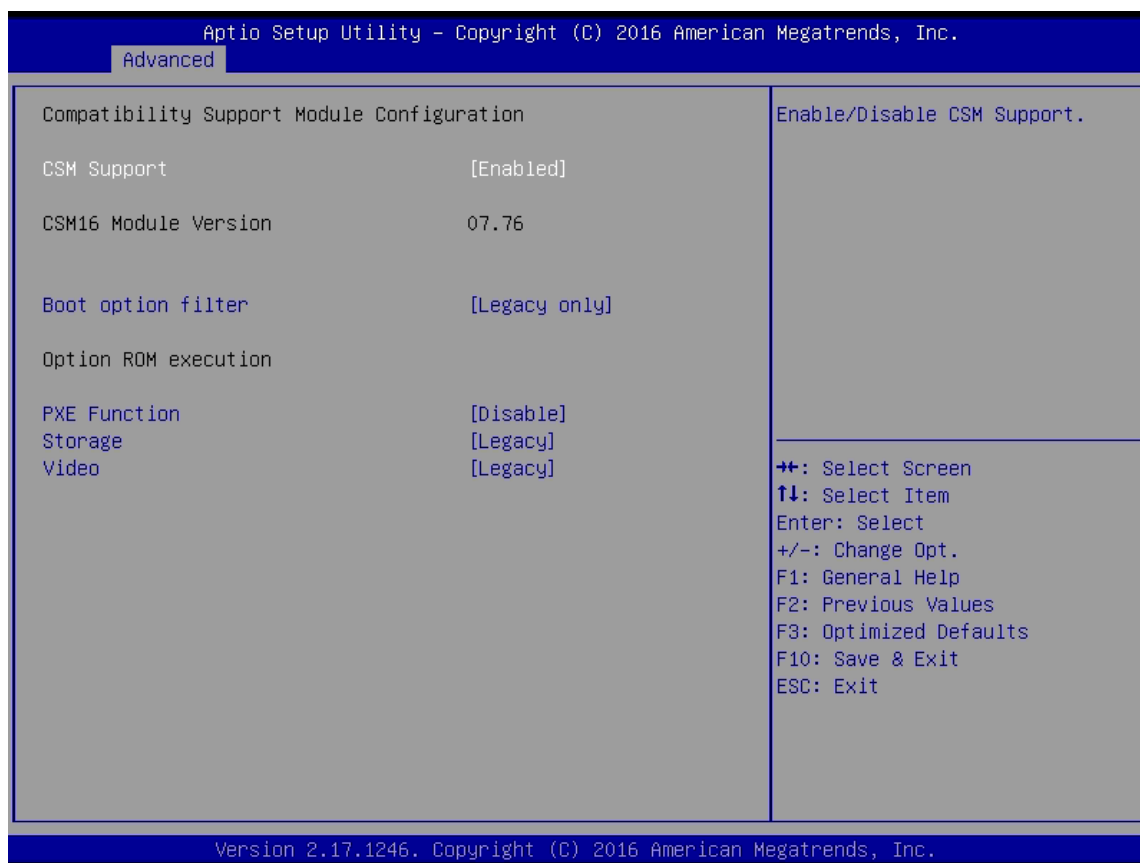 Aptio Setup Utility – Copyright (C) 2016 American Megatrends, Inc.
Advanced
Compatibility Support Module Configuration
CSM Support [Enabled]
CSM16 Module Version 07.76
Boot option filter [Legacy only]
Option ROM execution
PXE Function [Disable]
Storage [Legacy]
Video [Legacy]
Enable/Disable CSM Support.
→←: Select Screen
↑↓: Select Item
Enter: Select
+/-: Change Opt.
F1: General Help
F2: Previous Values
F3: Optimized Defaults
F10: Save & Exit
ESC: Exit
Version 2.17.1246. Copyright (C) 2016 American Megatrends, Inc.